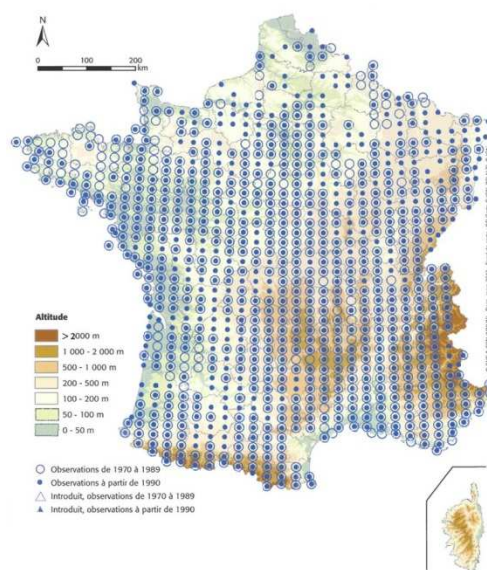 N
0 100 200
km
Altitude
> 2000 m
1 000 - 2 000 m
500 - 1 000 m
200 - 500 m
100 - 200 m
50 - 100 m
0 - 50 m
Observations de 1970 à 1989
Observations à partir de 1990
Introduit, observations de 1970 à 1989
Introduit, observations à partir de 1990